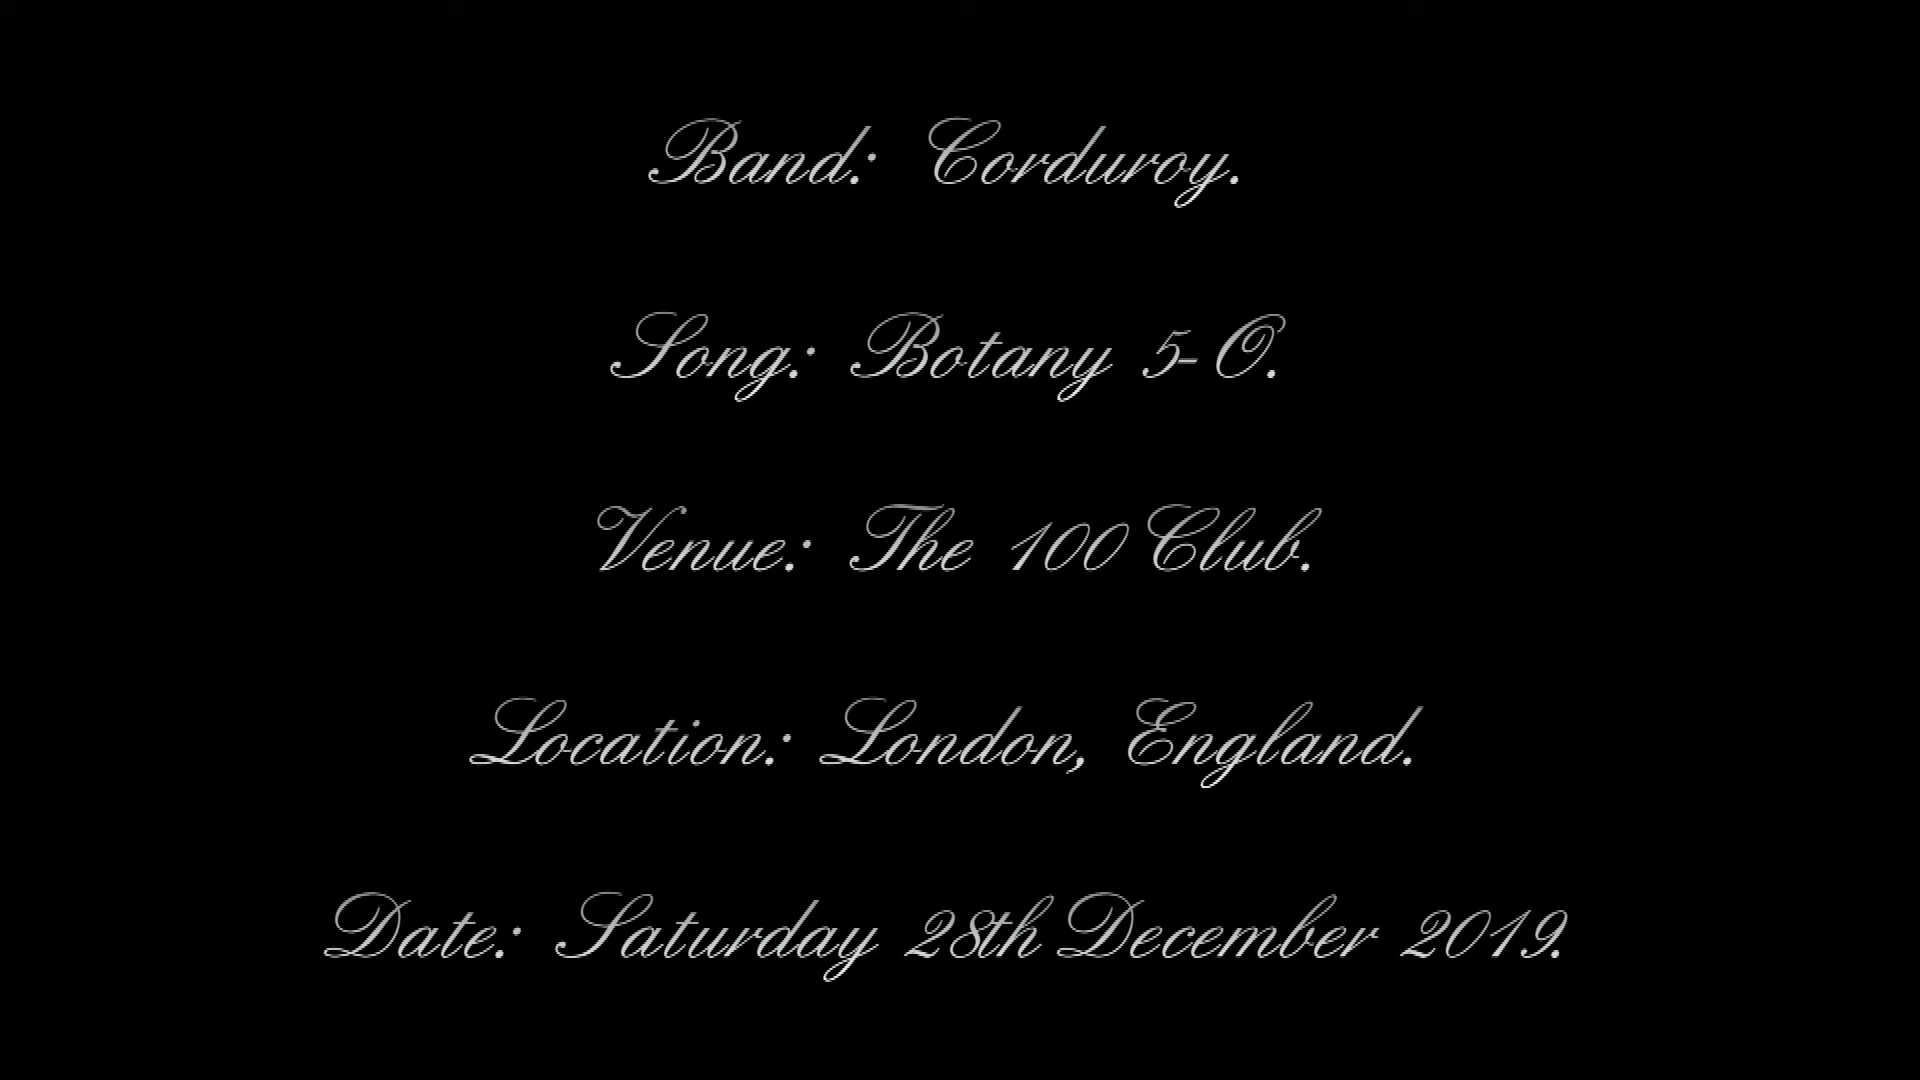 Band: Corduroy.
Song: Botany 5-O.
Venue: The 100 Club.
Location: London, England.
Date: Saturday 28th December 2019.